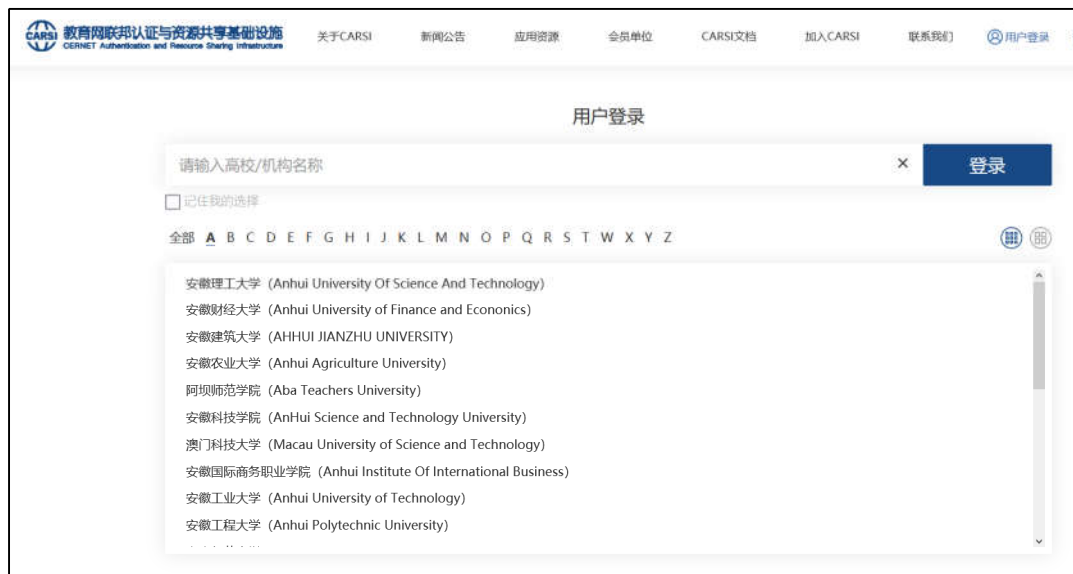 CARSI 教育网联邦认证与资源共享基础设施
CERNET Authentication and Resource Sharing Infrastructure
关于CARSI 新闻公告 应用资源 会员单位 CARSI文档 加入CARSI 联系我们 用户登录
用户登录
请输入高校/机构名称 × 登录
记住我的选择
全部 A B C D E F G H I J K L M N O P Q R S T W X Y Z
安徽理工大学（Anhui University Of Science And Technology）
安徽财经大学（Anhui University of Finance and Econonics）
安徽建筑大学（AHHUI JIANZHU UNIVERSITY）
安徽农业大学（Anhui Agriculture University）
阿坝师范学院（Aba Teachers University）
安徽科技学院（AnHui Science and Technology University）
澳门科技大学（Macau University of Science and Technology）
安徽国际商务职业学院（Anhui Institute Of International Business）
安徽工业大学（Anhui University of Technology）
安徽工程大学（Anhui Polytechnic University）